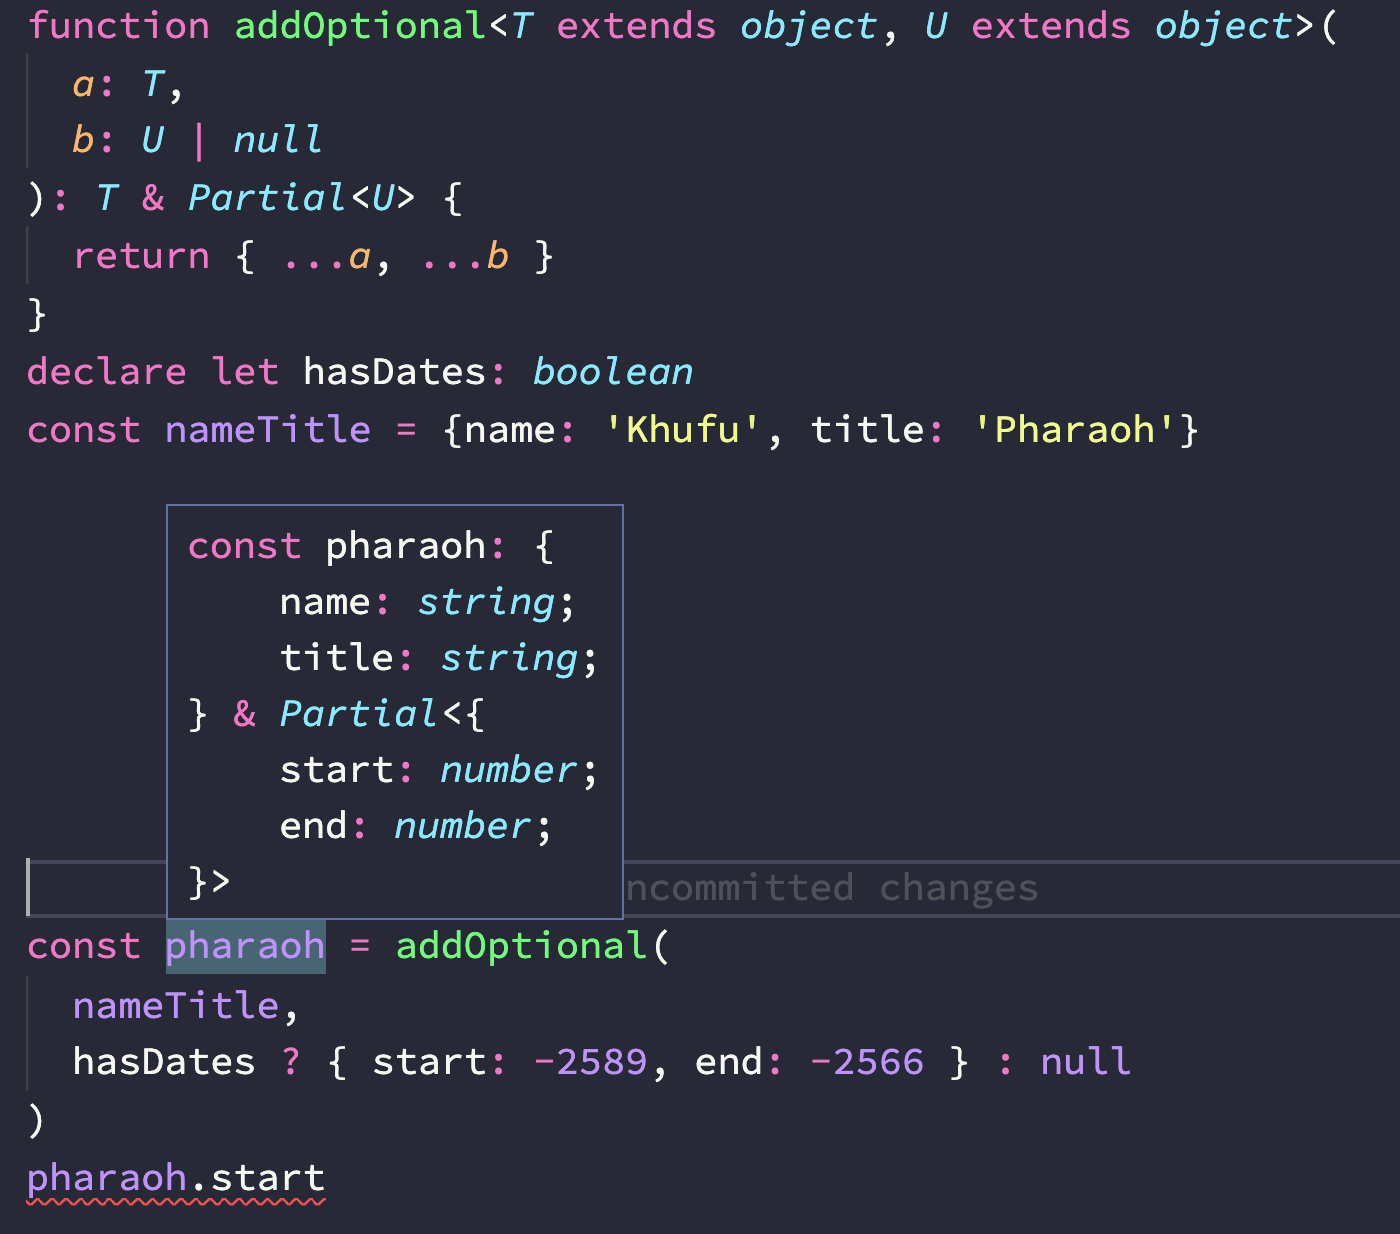 function addOptional<T extends object, U extends object>(
  a: T,
  b: U | null
): T & Partial<U> {
  return { ...a, ...b }
}
declare let hasDates: boolean
const nameTitle = {name: 'Khufu', title: 'Pharaoh'}
const pharaoh: {
    name: string;
    title: string;
} & Partial<{
    start: number;
    end: number;
}>
ncommitted changes
const pharaoh = addOptional(
  nameTitle,
  hasDates ? { start: -2589, end: -2566 } : null
)
pharaoh.start